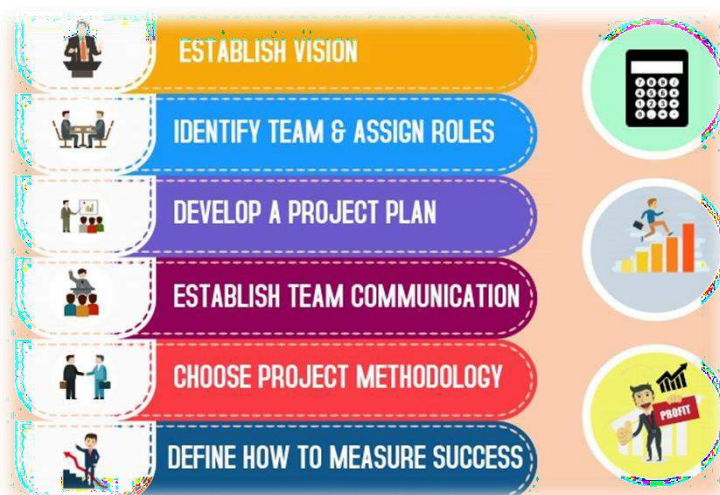 ESTABLISH VISION
IDENTIFY TEAM & ASSIGN ROLES
DEVELOP A PROJECT PLAN
ESTABLISH TEAM COMMUNICATION
CHOOSE PROJECT METHODOLOGY
PROFIT
DEFINE HOW TO MEASURE SUCCESS